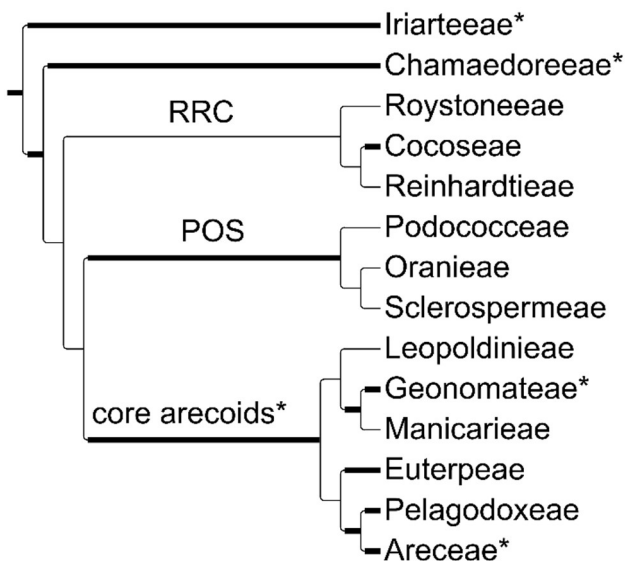 Iriarteeae*
Chamaedoreeae*
RRC
Roystoneeae
Cocoseae
Reinhardtieae
POS
Podococceae
Oranieae
Sclerospermeae
Leopoldinieae
Geonomateae*
core arecoids*
Manicarieae
Euterpeae
Pelagodoxeae
Areceae*